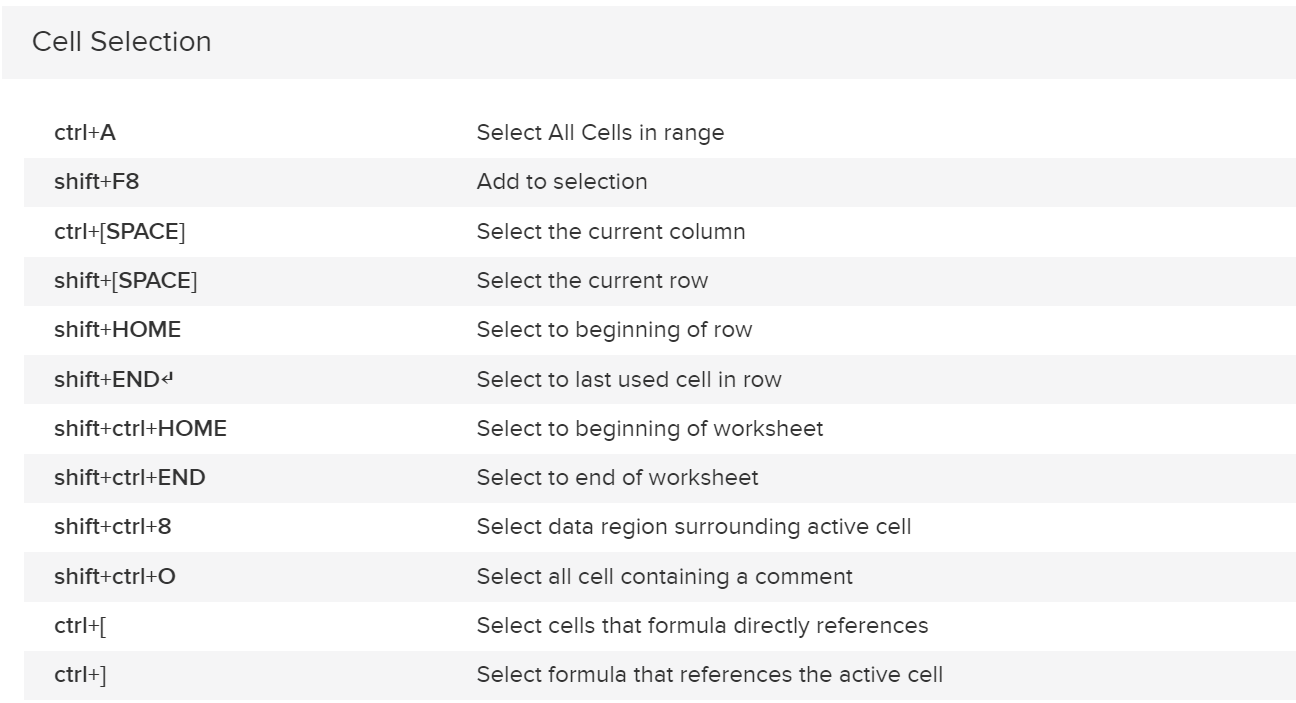 Cell Selection
ctrl+A Select All Cells in range
shift+F8 Add to selection
ctrl+[SPACE] Select the current column
shift+[SPACE] Select the current row
shift+HOME Select to beginning of row
shift+END↵ Select to last used cell in row
shift+ctrl+HOME Select to beginning of worksheet
shift+ctrl+END Select to end of worksheet
shift+ctrl+8 Select data region surrounding active cell
shift+ctrl+O Select all cell containing a comment
ctrl+[ Select cells that formula directly references
ctrl+] Select formula that references the active cell